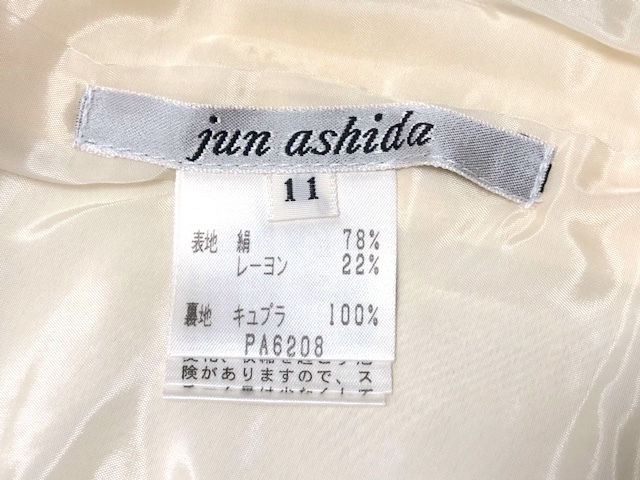 jun ashida
11
表地 絹 78%
レーヨン 22%
裏地 キュプラ 100%
PA6208
険がありますので、ス